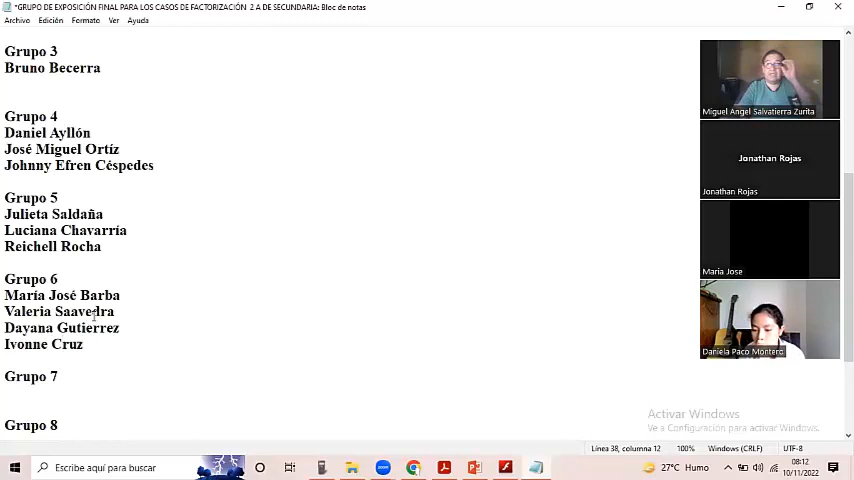 *GRUPO DE EXPOSICIÓN FINAL PARA LOS CASOS DE FACTORIZACIÓN 2 A DE SECUNDARIA: Bloc de notas
Archivo Edición Formato Ver Ayuda
Grupo 3
Bruno Becerra
Grupo 4
Daniel Ayllón
José Miguel Ortíz
Johnny Efren Céspedes
Grupo 5
Julieta Saldaña
Luciana Chavarría
Reichell Rocha
Grupo 6
María José Barba
Valeria Saavedra
Dayana Gutierrez
Ivonne Cruz
Grupo 7
Grupo 8
Miguel Angel Salvatierra Zurita
Jonathan Rojas
Jonathan Rojas
Maria Jose
Daniela Paco Montero
Activar Windows
Ve a Configuración para activar Windows.
Línea 38, columna 12 100% Windows (CRLF) UTF-8
Escribe aquí para buscar
zoom
27°C Humo
08:12
10/11/2022